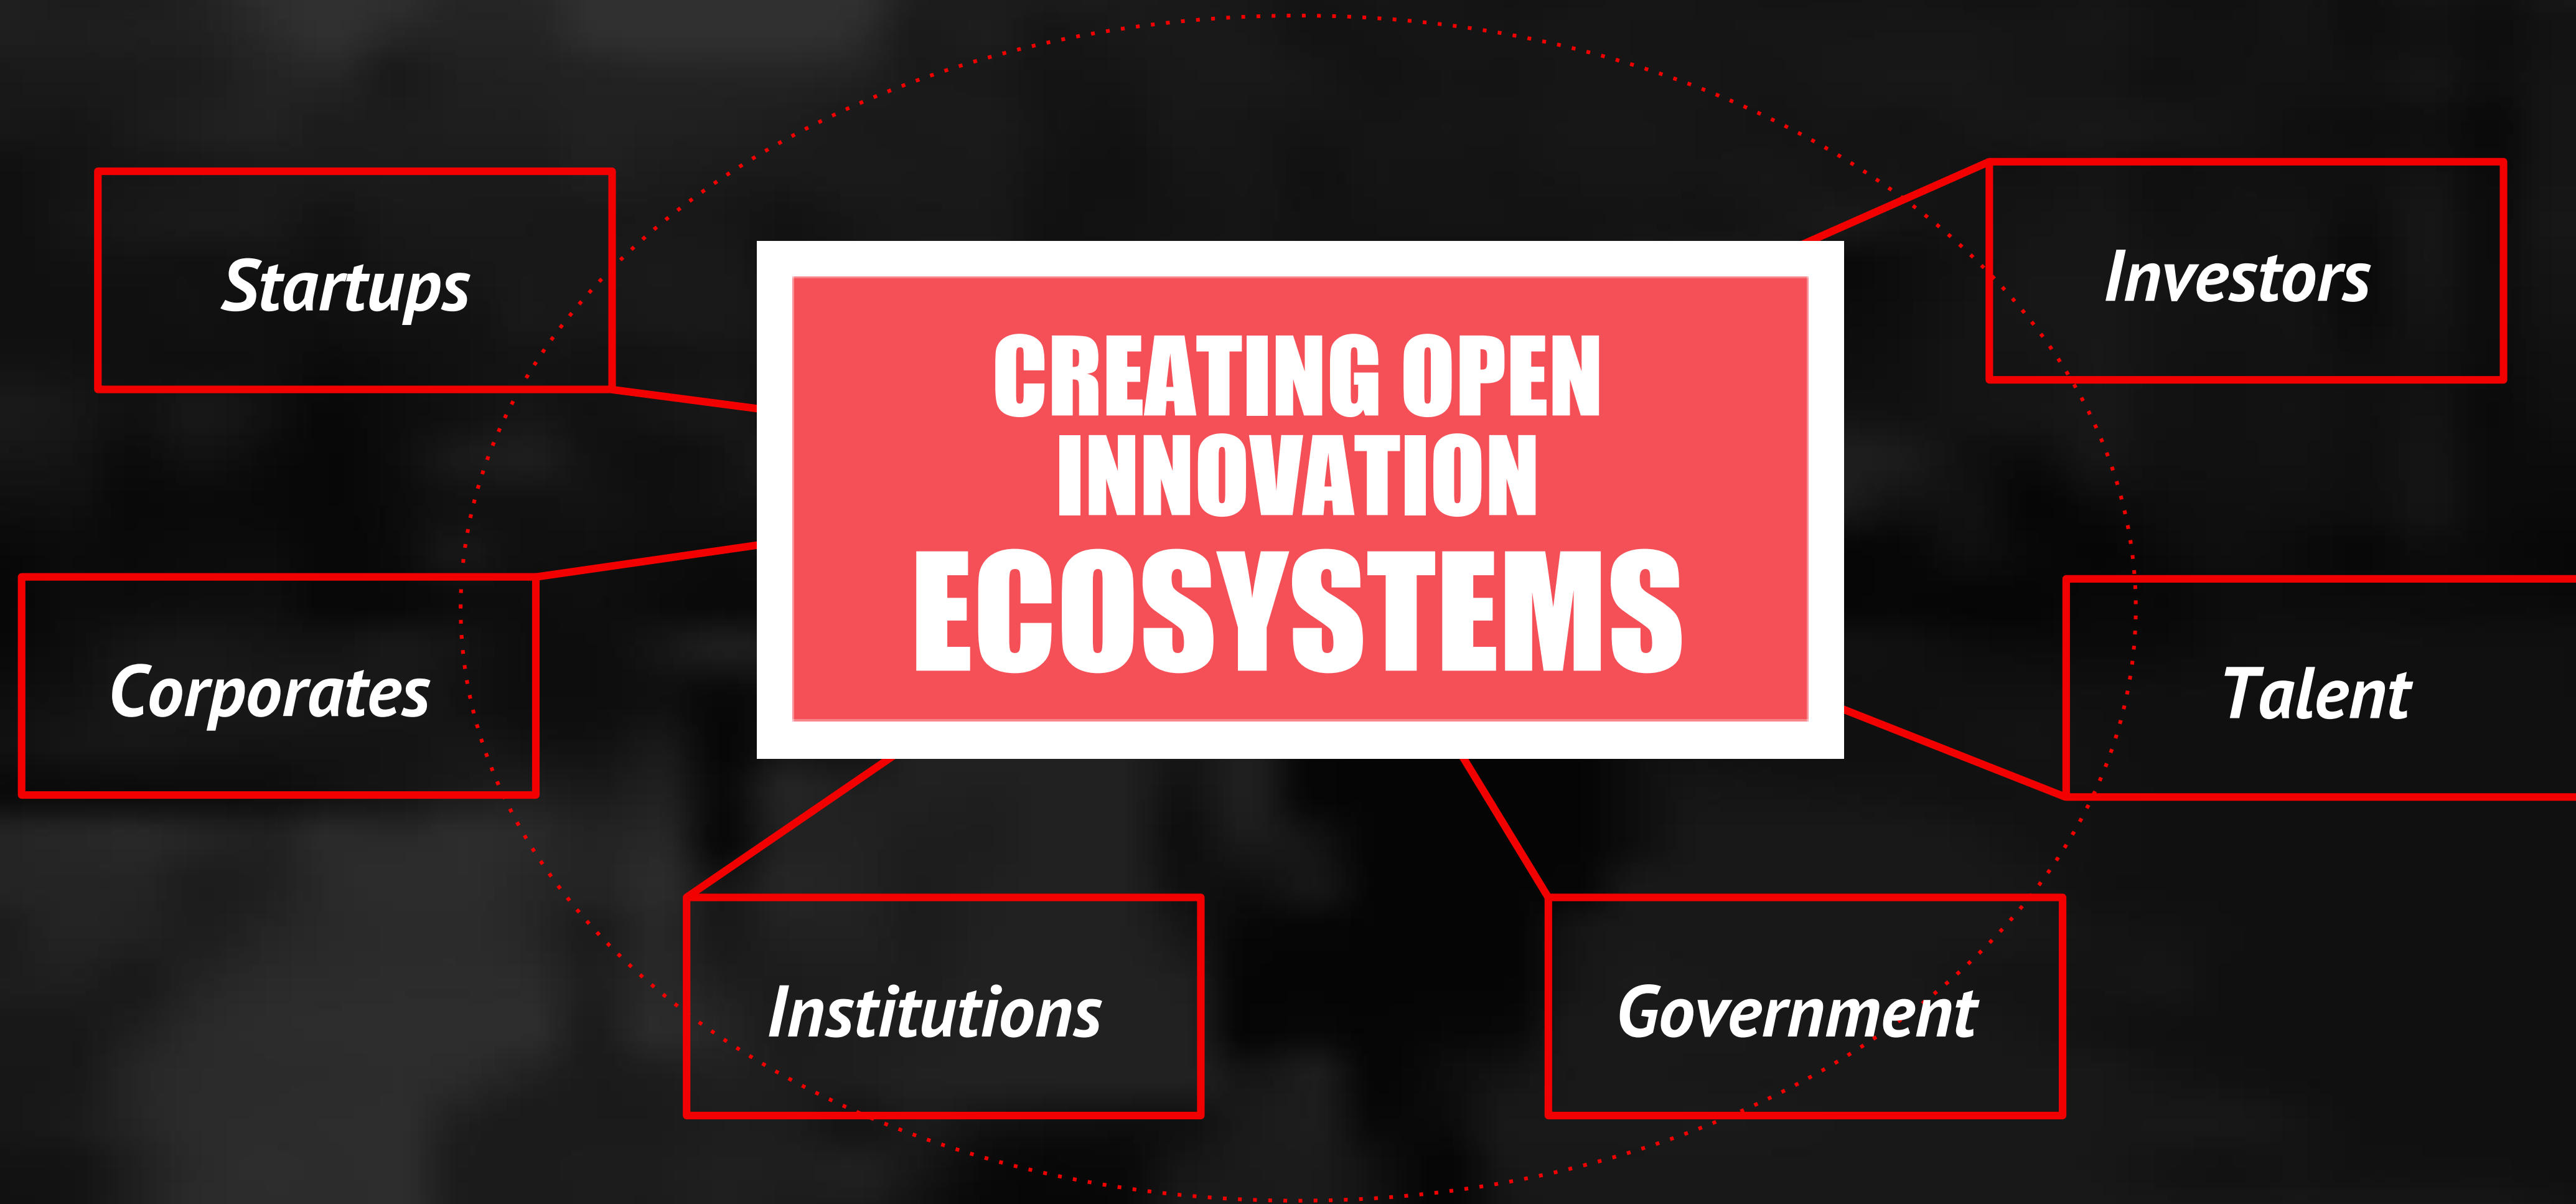 Startups
Investors
CREATING OPEN
INNOVATION
ECOSYSTEMS
Corporates
Talent
Institutions
Government